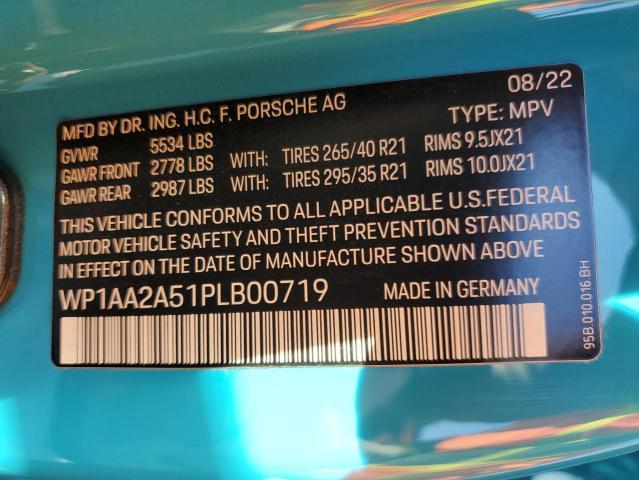 08/22
MFD BY DR. ING. H.C. F. PORSCHE AG TYPE: MPV
GVWR 5534 LBS
GAWR FRONT 2778 LBS WITH: TIRES 265/40 R21 RIMS 9.5JX21
GAWR REAR 2987 LBS WITH: TIRES 295/35 R21 RIMS 10.0JX21
THIS VEHICLE CONFORMS TO ALL APPLICABLE U.S.FEDERAL
MOTOR VEHICLE SAFETY AND THEFT PREVENTION STANDARDS
IN EFFECT ON THE DATE OF MANUFACTURE SHOWN ABOVE
WP1AA2A51PLB00719 MADE IN GERMANY
95B.010.016.BH